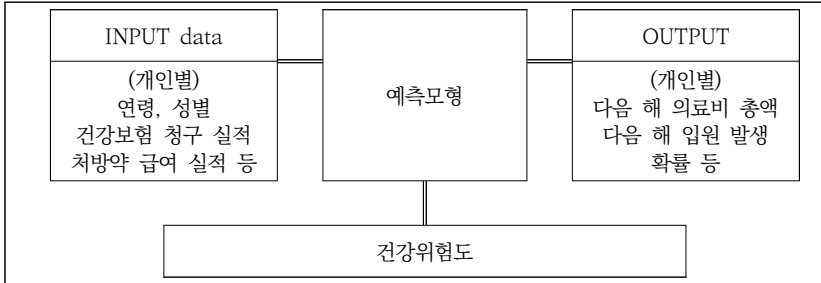 INPUT data
(개인별)
연령, 성별
건강보험 청구 실적
처방약 급여 실적 등
예측모형
OUTPUT
(개인별)
다음 해 의료비 총액
다음 해 입원 발생
확률 등
건강위험도